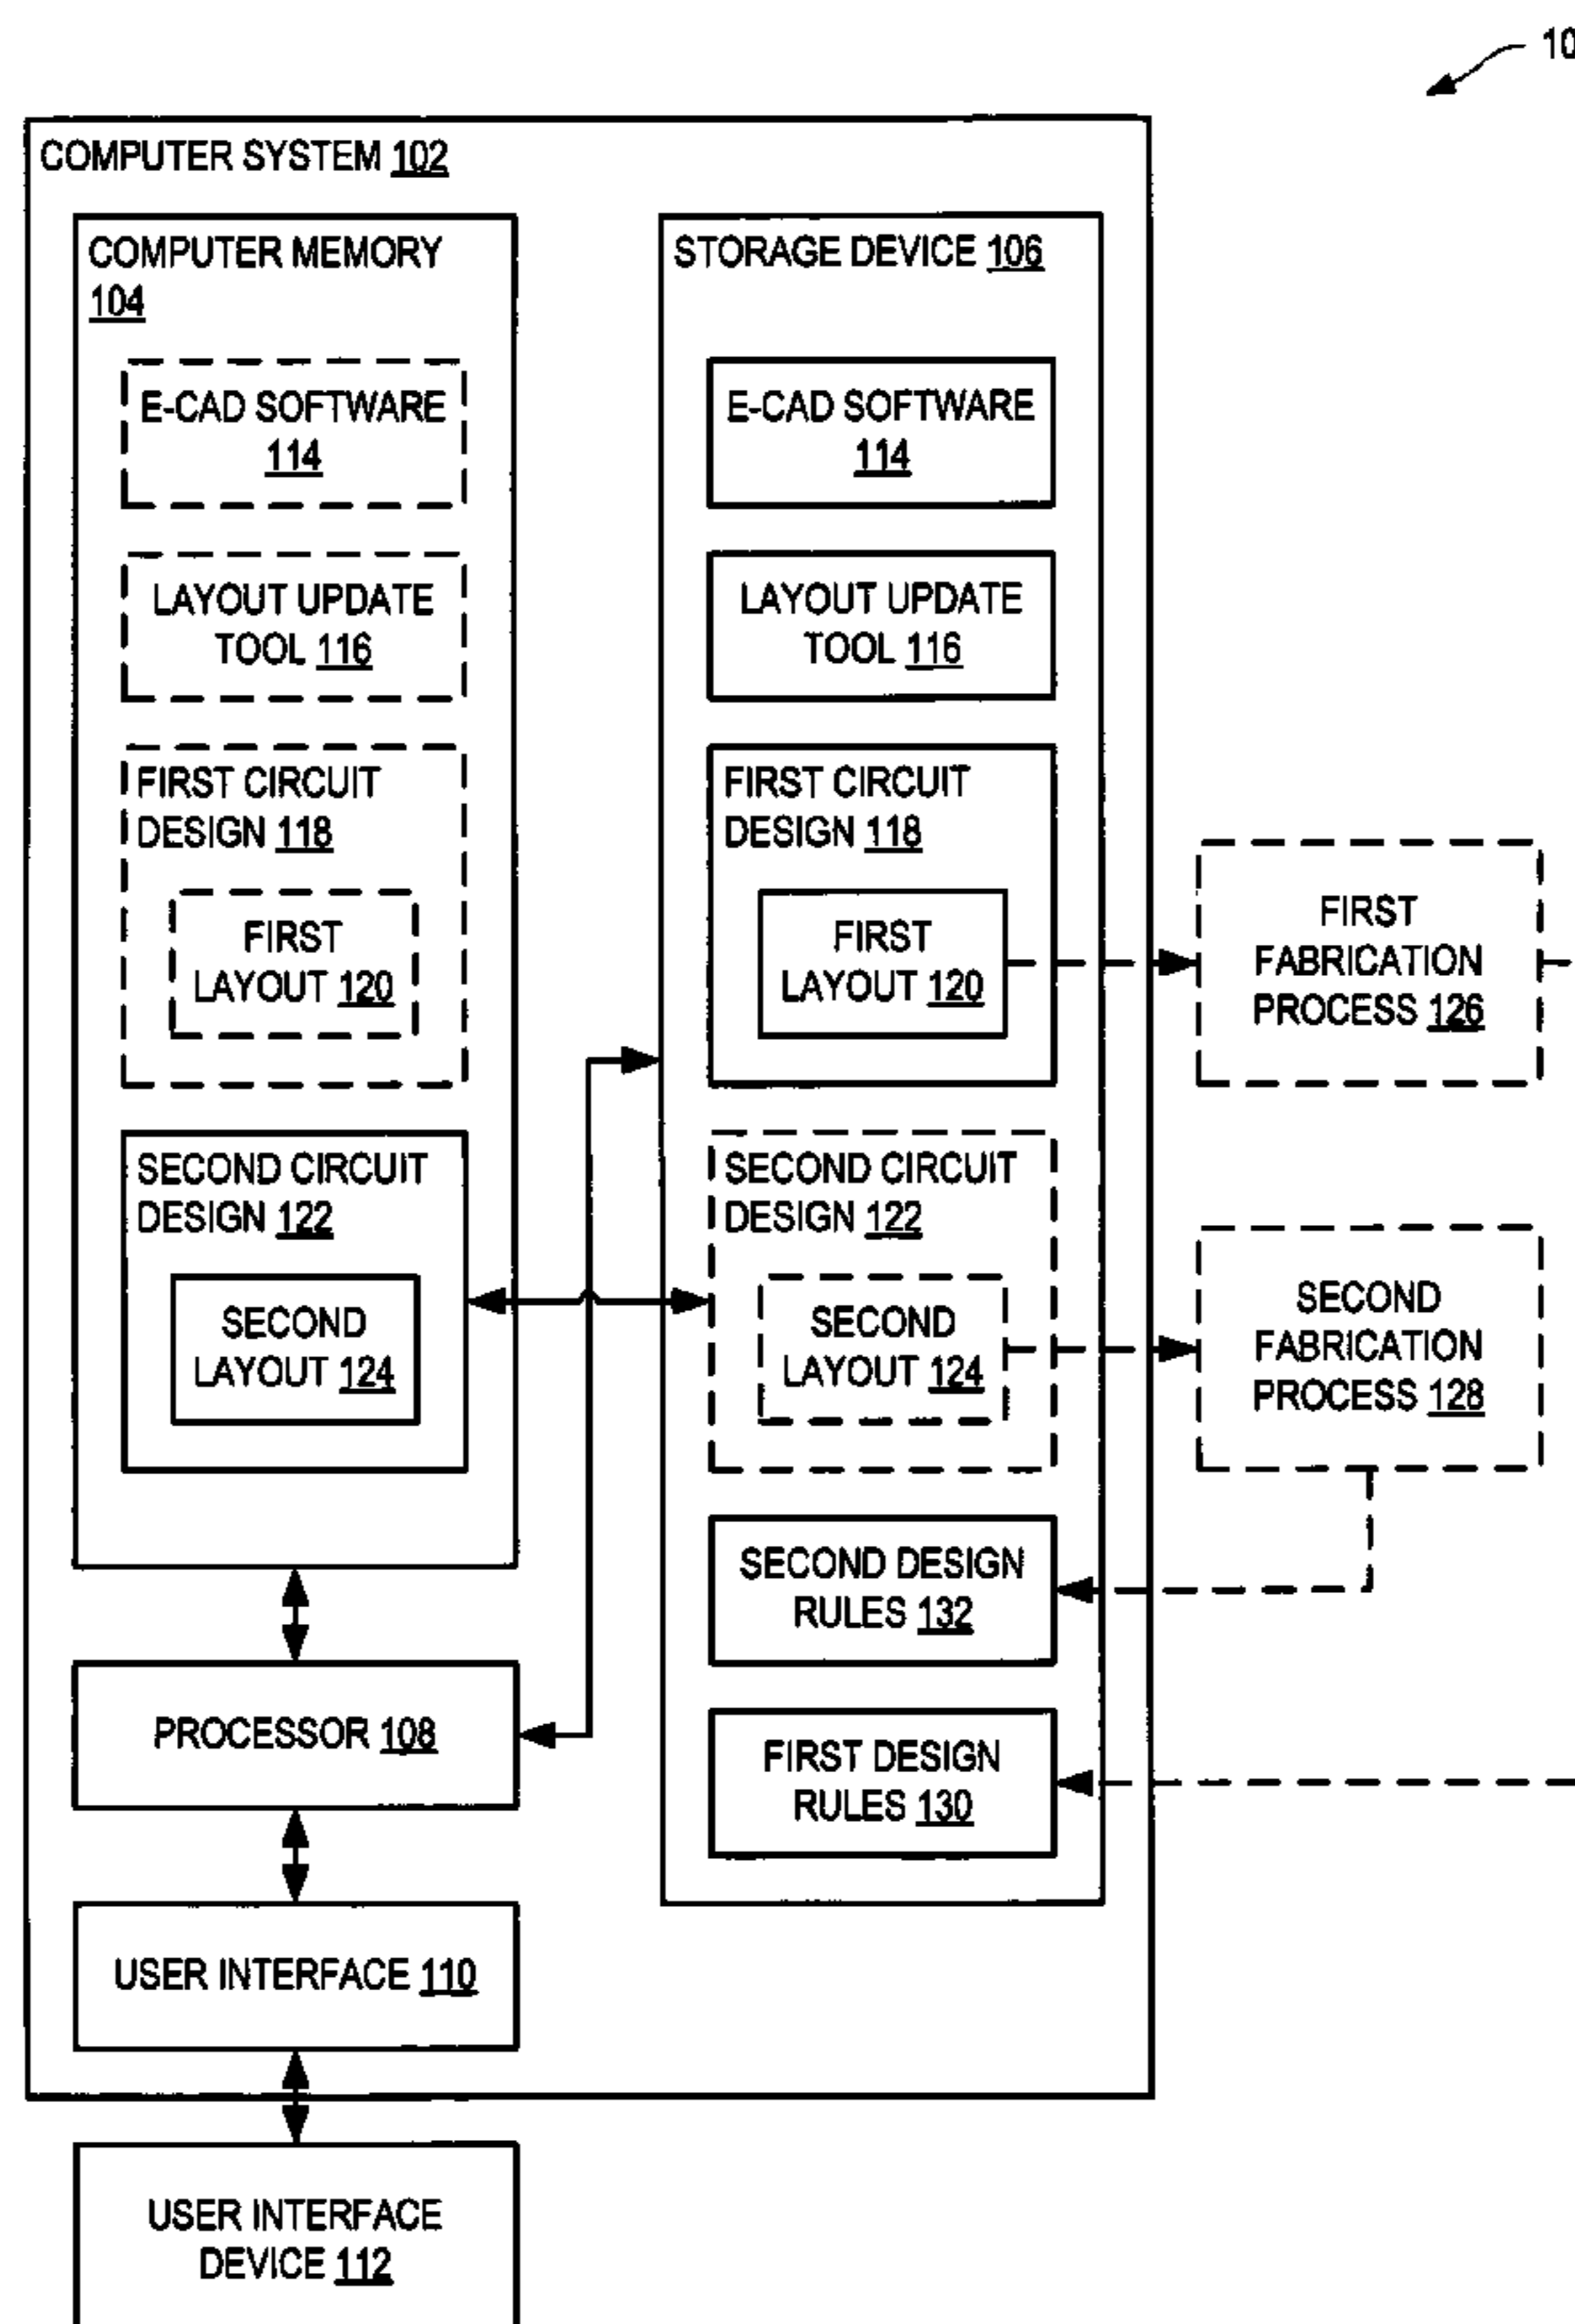 10
COMPUTER SYSTEM 102
COMPUTER MEMORY
104
E-CAD SOFTWARE
114
LAYOUT UPDATE
TOOL 116
FIRST CIRCUIT
DESIGN 118
FIRST
LAYOUT 120
SECOND CIRCUIT
DESIGN 122
SECOND
LAYOUT 124
PROCESSOR 108
USER INTERFACE 110
USER INTERFACE
DEVICE 112
STORAGE DEVICE 106
E-CAD SOFTWARE
114
LAYOUT UPDATE
TOOL 116
FIRST CIRCUIT
DESIGN 118
FIRST
LAYOUT 120
SECOND CIRCUIT
DESIGN 122
SECOND
LAYOUT 124
SECOND DESIGN
RULES 132
FIRST DESIGN
RULES 130
FIRST
FABRICATION
PROCESS 126
SECOND
FABRICATION
PROCESS 128